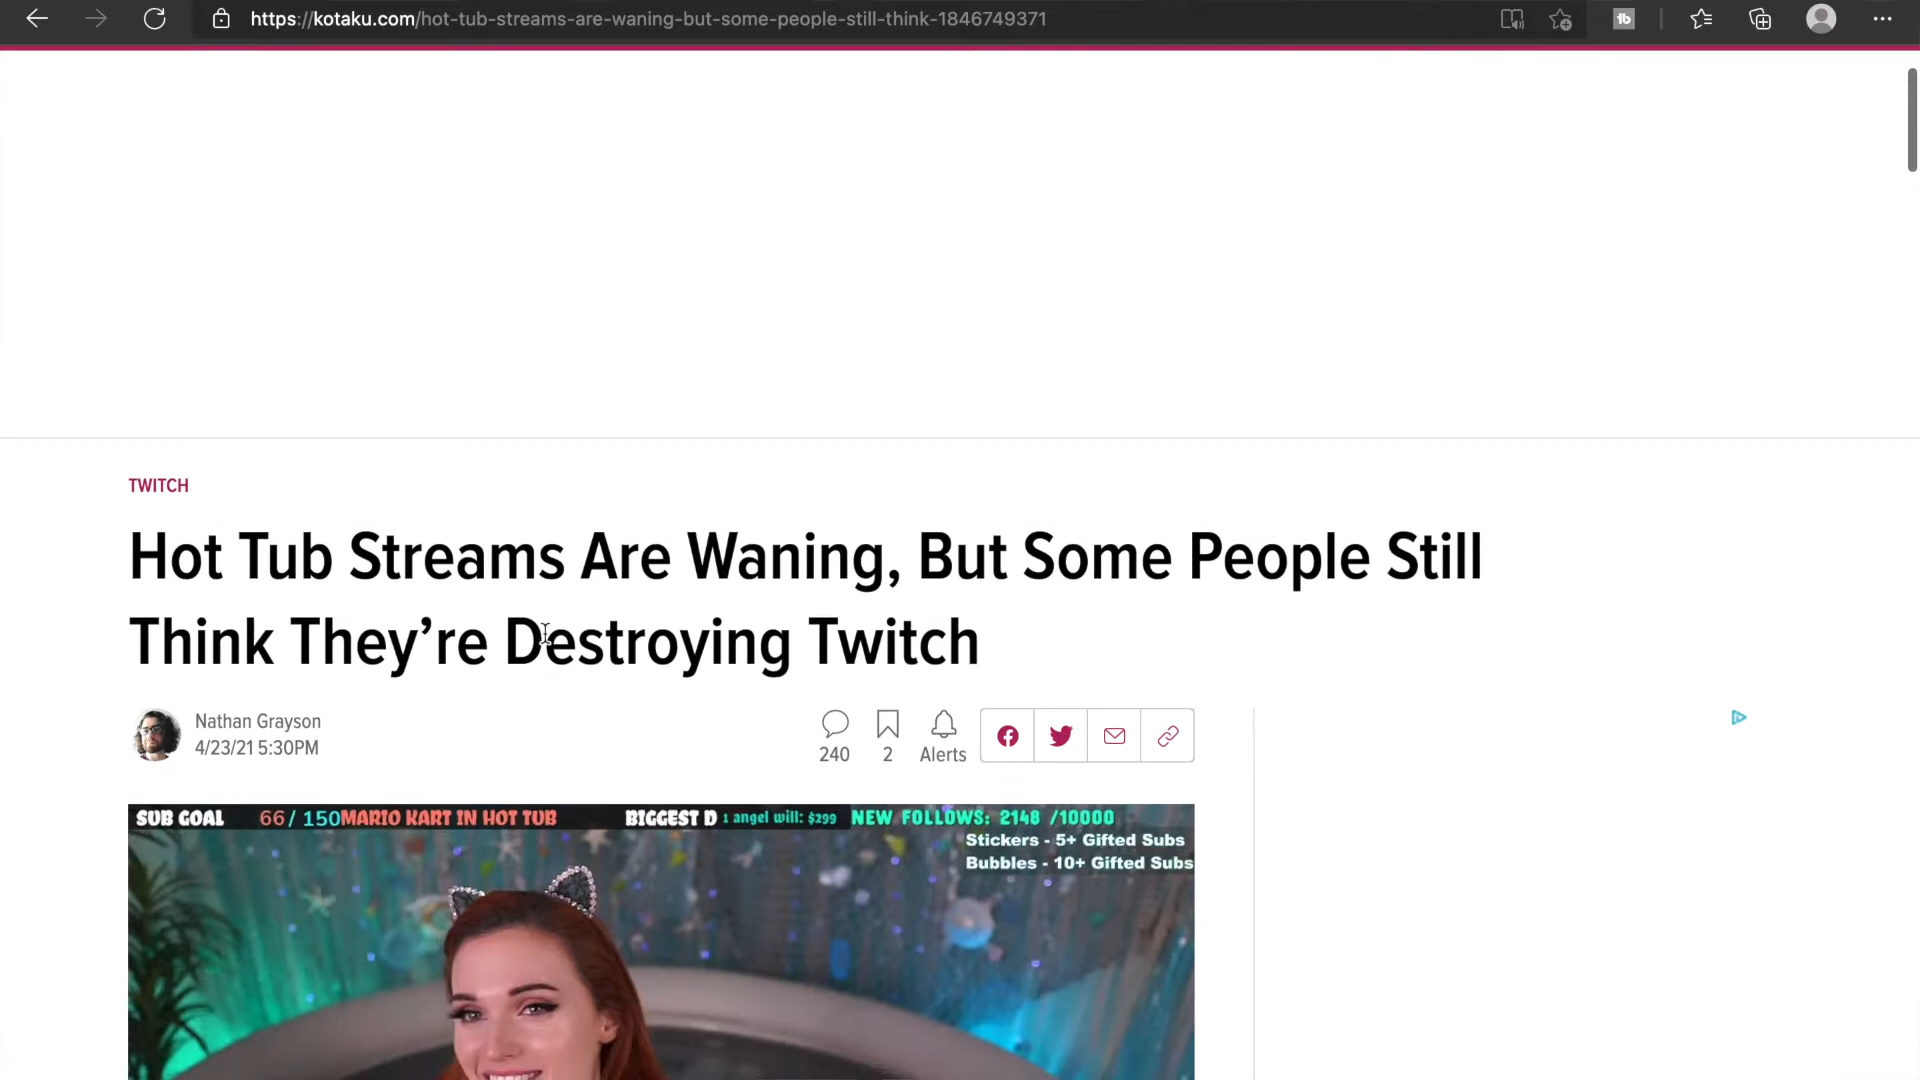 https://kotaku.com/hot-tub-streams-are-waning-but-some-people-still-think-1846749371
tb
TWITCH
Hot Tub Streams Are Waning, But Some People Still
Think They’re Destroying Twitch
Nathan Grayson
4/23/21 5:30PM
240
2
Alerts
SUB GOAL 66/ 150MARIO KART IN HOT TUB BIGGEST D 1 angel will: $299 NEW FOLLOWS: 2148 /10000
Stickers - 5+ Gifted Subs
Bubbles - 10+ Gifted Subs